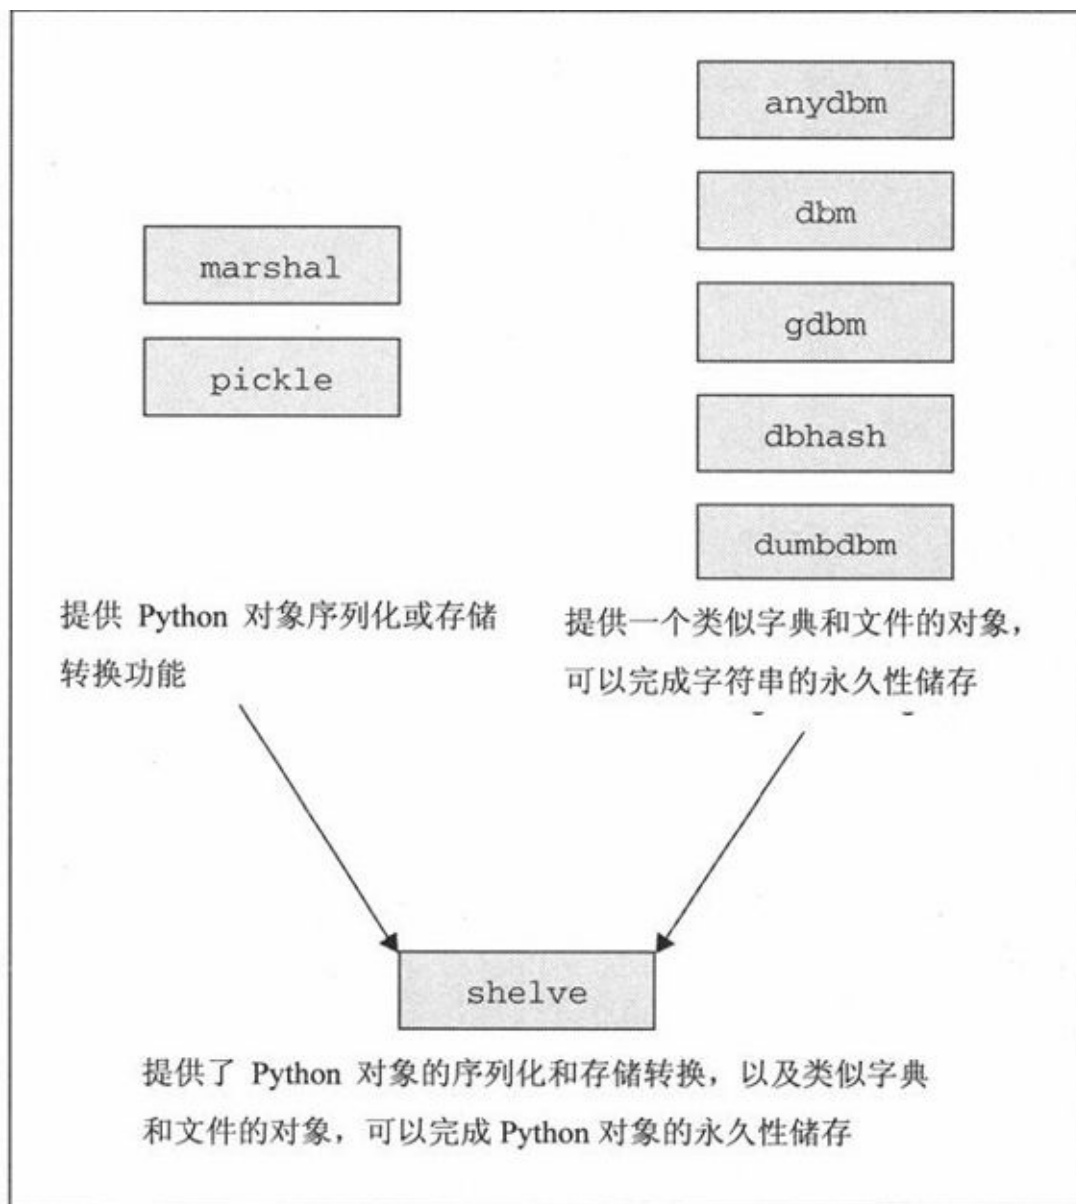 anydbm
dbm
marshal
gdbm
pickle
dbhash
dumbdbm
提供 Python 对象序列化或存储
转换功能
提供一个类似字典和文件的对象，
可以完成字符串的永久性储存
shelve
提供了 Python 对象的序列化和存储转换，以及类似字典
和文件的对象，可以完成 Python 对象的永久性储存